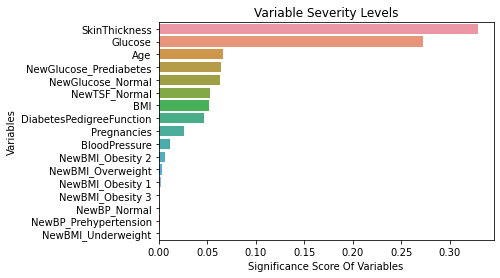 Variable Severity Levels
Variables
SkinThickness
Glucose
Age
NewGlucose_Prediabetes
NewGlucose_Normal
NewTSF_Normal
BMI
DiabetesPedigreeFunction
Pregnancies
BloodPressure
NewBMI_Obesity 2
NewBMI_Overweight
NewBMI_Obesity 1
NewBMI_Obesity 3
NewBP_Normal
NewBP_Prehypertension
NewBMI_Underweight
0.00 0.05 0.10 0.15 0.20 0.25 0.30
Significance Score Of Variables